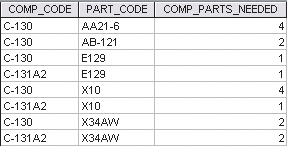 COMP_CODE PART_CODE COMP_PARTS_NEEDED
C-130 AA21-6 4
C-130 AB-121 2
C-130 E129 1
C-131A2 E129 1
C-130 X10 4
C-131A2 X10 1
C-130 X34AW 2
C-131A2 X34AW 2